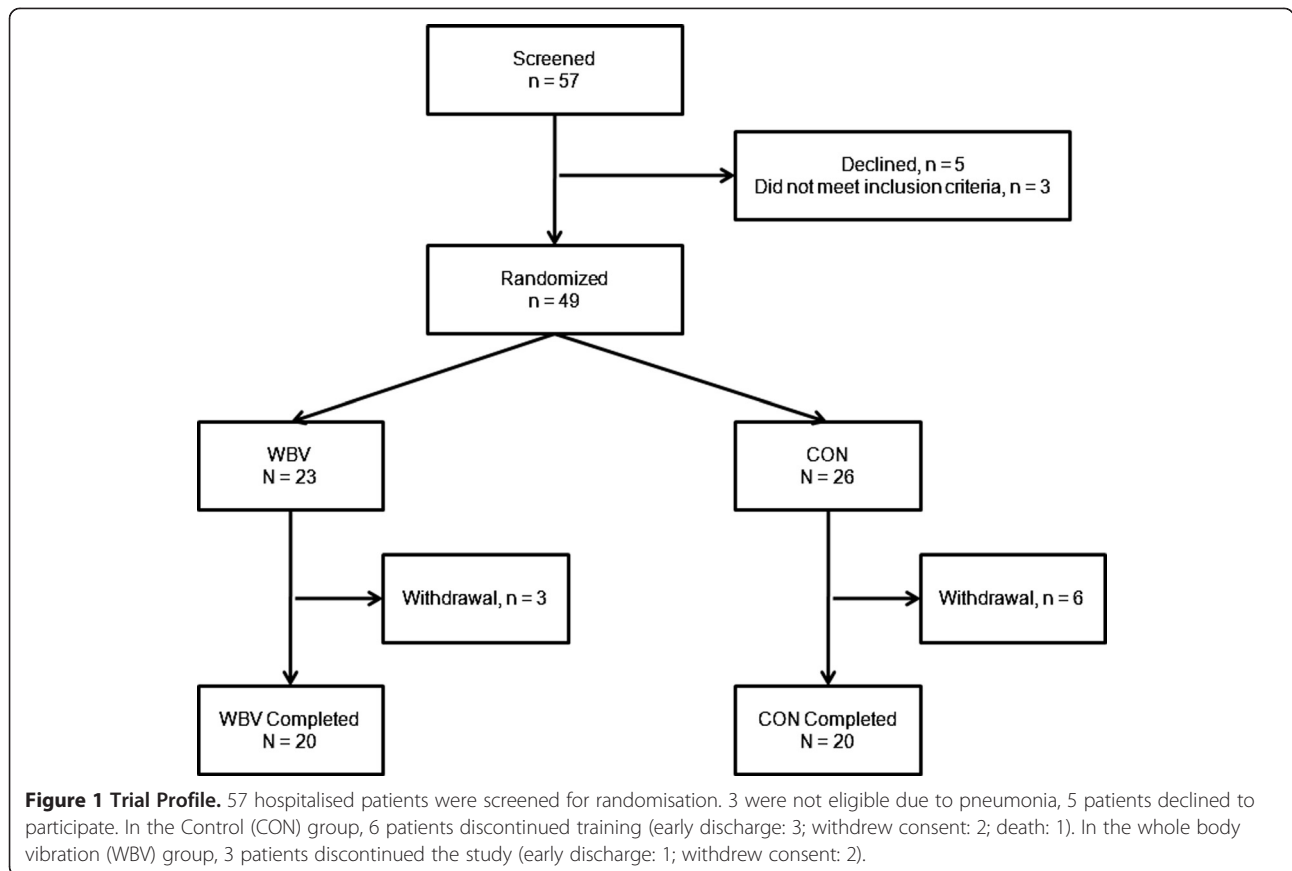 Screened
n = 57
Declined, n = 5
Did not meet inclusion criteria, n = 3
Randomized
n = 49
WBV
N = 23
CON
N = 26
Withdrawal, n = 3
Withdrawal, n = 6
WBV Completed
N = 20
CON Completed
N = 20
Figure 1 Trial Profile. 57 hospitalised patients were screened for randomisation. 3 were not eligible due to pneumonia, 5 patients declined to
participate. In the Control (CON) group, 6 patients discontinued training (early discharge: 3; withdrew consent: 2; death: 1). In the whole body
vibration (WBV) group, 3 patients discontinued the study (early discharge: 1; withdrew consent: 2).